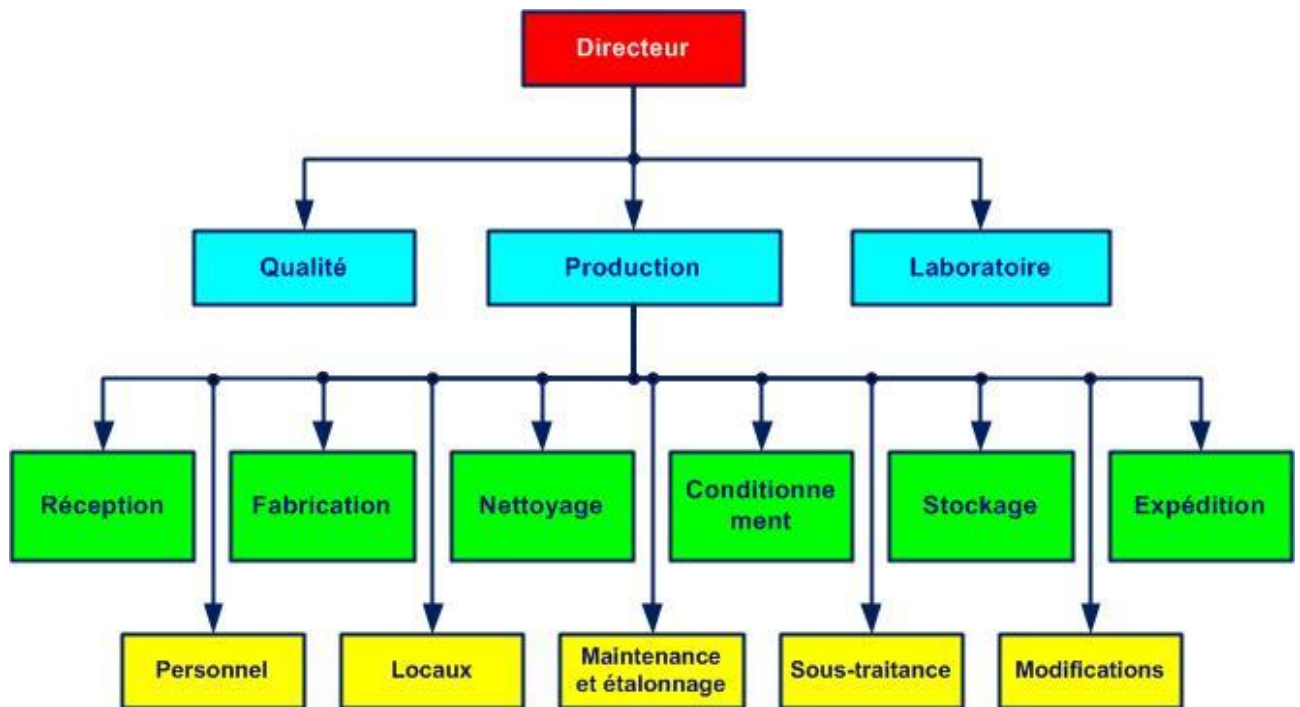 Directeur
Qualité
Production
Laboratoire
Réception
Fabrication
Nettoyage
Conditionne
ment
Stockage
Expédition
Personnel
Locaux
Maintenance
et étalonnage
Sous-traitance
Modifications